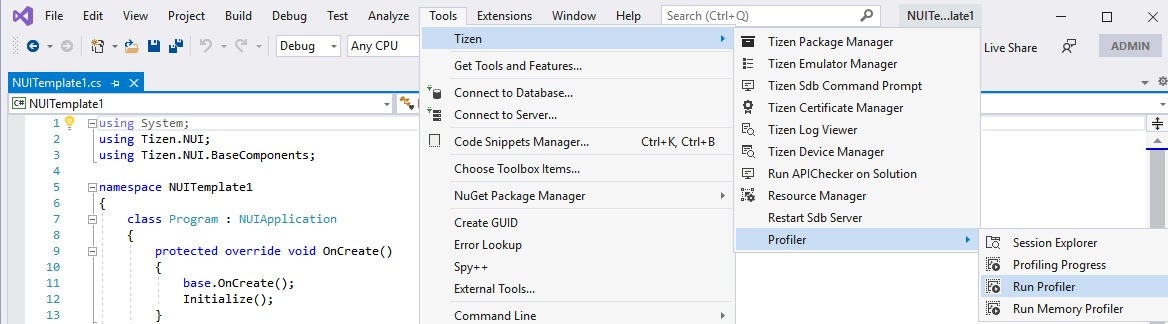 File Edit View Project Build Debug Test Analyze Tools Extensions Window Help Search (Ctrl+Q) NUITe...late1
Debug Any CPU Live Share ADMIN
Tizen
Get Tools and Features...
Connect to Database...
Connect to Server...
Code Snippets Manager... Ctrl+K, Ctrl+B
Choose Toolbox Items...
NuGet Package Manager
Create GUID
Error Lookup
Spy++
External Tools...
Command Line
Tizen Package Manager
Tizen Emulator Manager
Tizen Sdb Command Prompt
Tizen Certificate Manager
Tizen Log Viewer
Tizen Device Manager
Run APIChecker on Solution
Resource Manager
Restart Sdb Server
Profiler
Session Explorer
Profiling Progress
Run Profiler
Run Memory Profiler
NUITemplate1.cs
C# NUITemplate1
1 using System;
2 using Tizen.NUI;
3 using Tizen.NUI.BaseComponents;
4
5 namespace NUITemplate1
6 {
7 class Program : NUIApplication
8 {
9 protected override void OnCreate()
10 {
11 base.OnCreate();
12 Initialize();
13 }